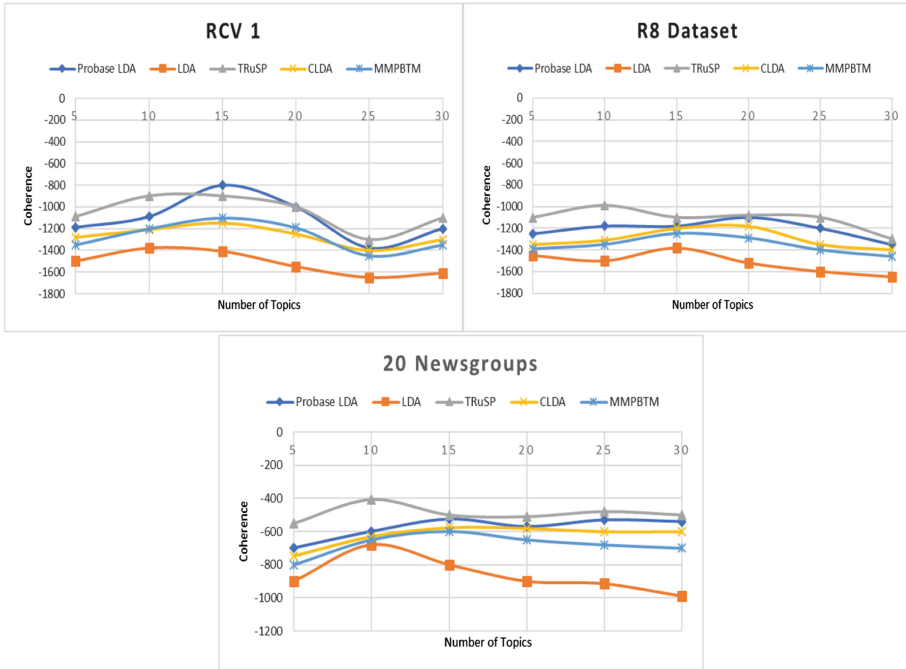 RCV 1
Probase LDA LDA TRuSP CLDA MMPBTM
0
5 10 15 20 25 30
-200
-400
-600
-800
-1000
-1200
-1400
-1600
-1800
Coherence
Number of Topics
R8 Dataset
Probase LDA LDA TRuSP CLDA MMPBTM
0
5 10 15 20 25 30
-200
-400
-600
-800
-1000
-1200
-1400
-1600
-1800
Coherence
Number of Topics
20 Newsgroups
Probase LDA LDA TRuSP CLDA MMPBTM
0
5 10 15 20 25 30
-200
-400
-600
-800
-1000
-1200
Coherence
Number of Topics